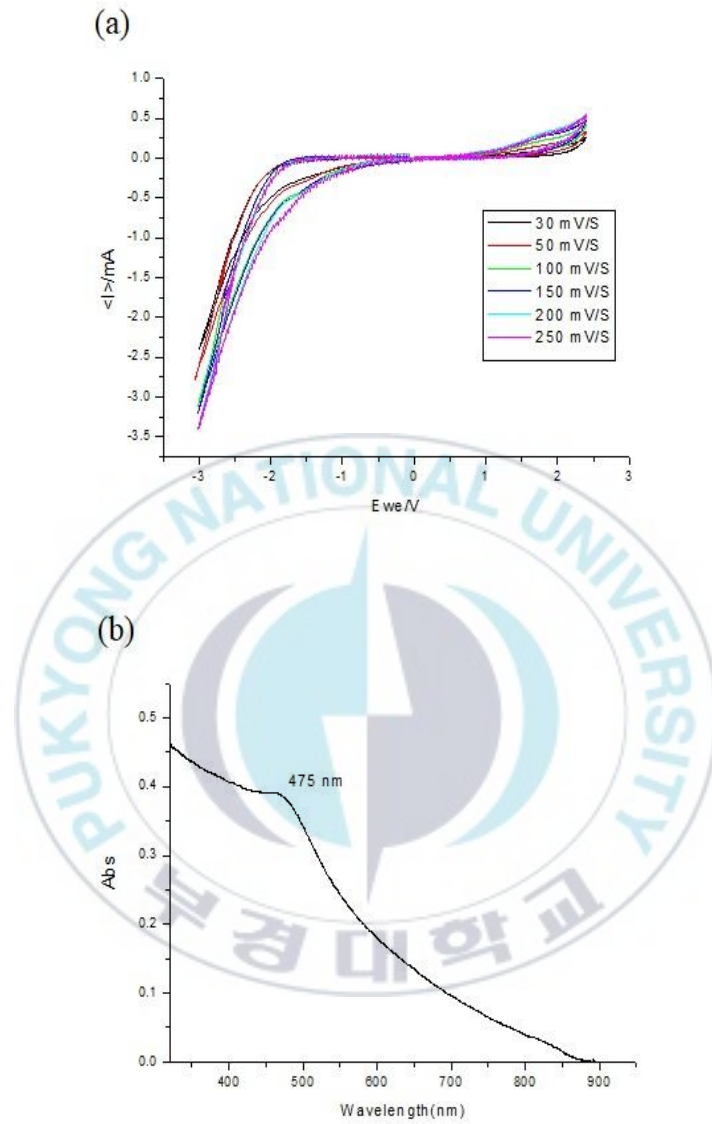 (a)
1.0
0.5
0.0
-0.5
-1.0
-1.5
-2.0
-2.5
-3.0
-3.5
<I>/mA
30 mV/S
50 mV/S
100 mV/S
150 mV/S
200 mV/S
250 mV/S
-3 -2 -1 0 1 2 3
E we/V
PUKYONG NATIONAL UNIVERSITY
부경대학교
(b)
0.5
0.4
0.3
0.2
0.1
0.0
Abs
475 nm
400 500 600 700 800 900
Wavelength(nm)